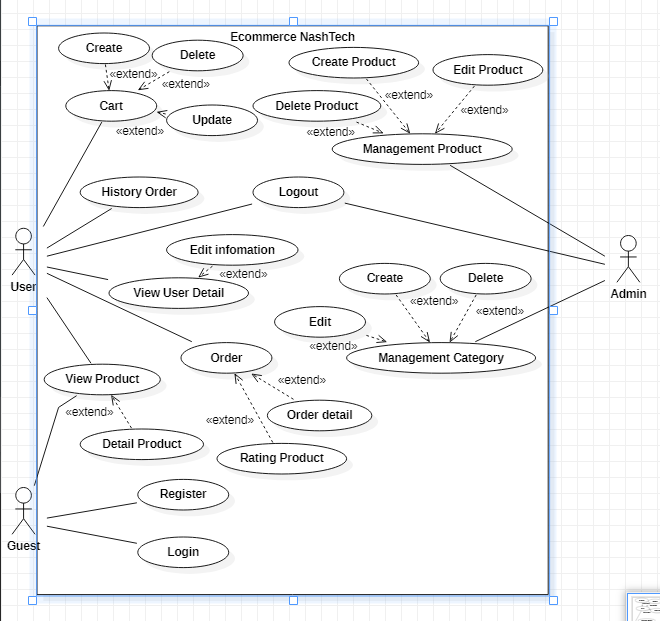 Ecommerce NashTech
Create
Delete
«extend»
«extend»
Cart
Update
«extend»
Create Product
Edit Product
«extend»
Delete Product
«extend»
«extend»
Management Product
History Order
Logout
User
Edit infomation
«extend»
View User Detail
Admin
Create
Delete
«extend»
«extend»
Edit
«extend»
Management Category
Order
View Product
«extend»
«extend»
«extend»
Order detail
Detail Product
Rating Product
Register
Guest
Login